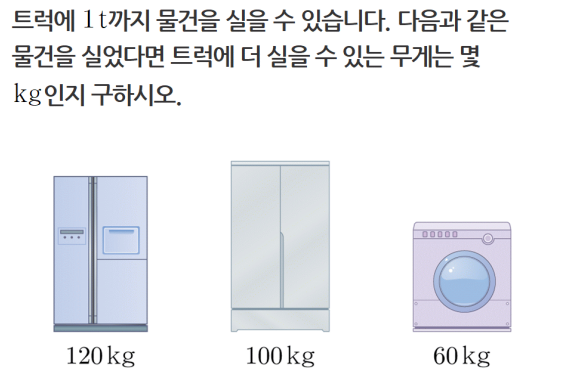 트럭에 1 t까지 물건을 실을 수 있습니다. 다음과 같은
물건을 실었다면 트럭에 더 실을 수 있는 무게는 몇
kg인지 구하시오.
120 kg 100 kg 60 kg